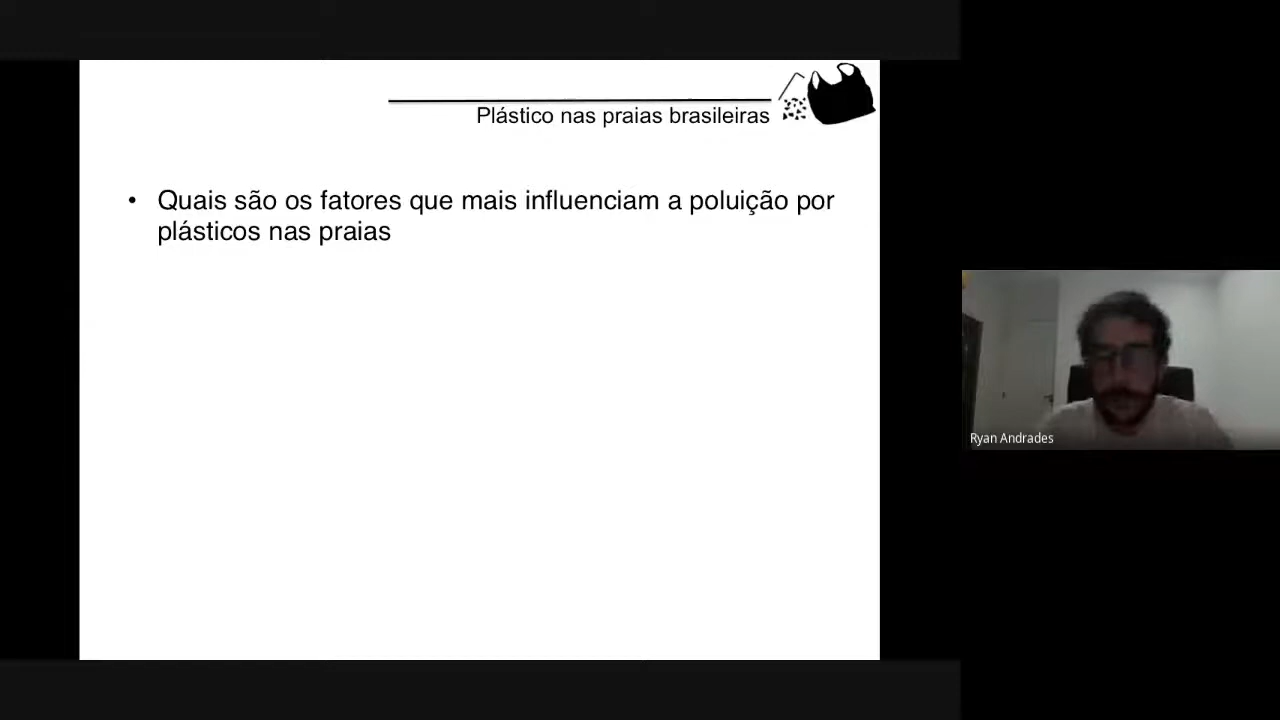 Plástico nas praias brasileiras
• Quais são os fatores que mais influenciam a poluição por
plásticos nas praias
Ryan Andrades